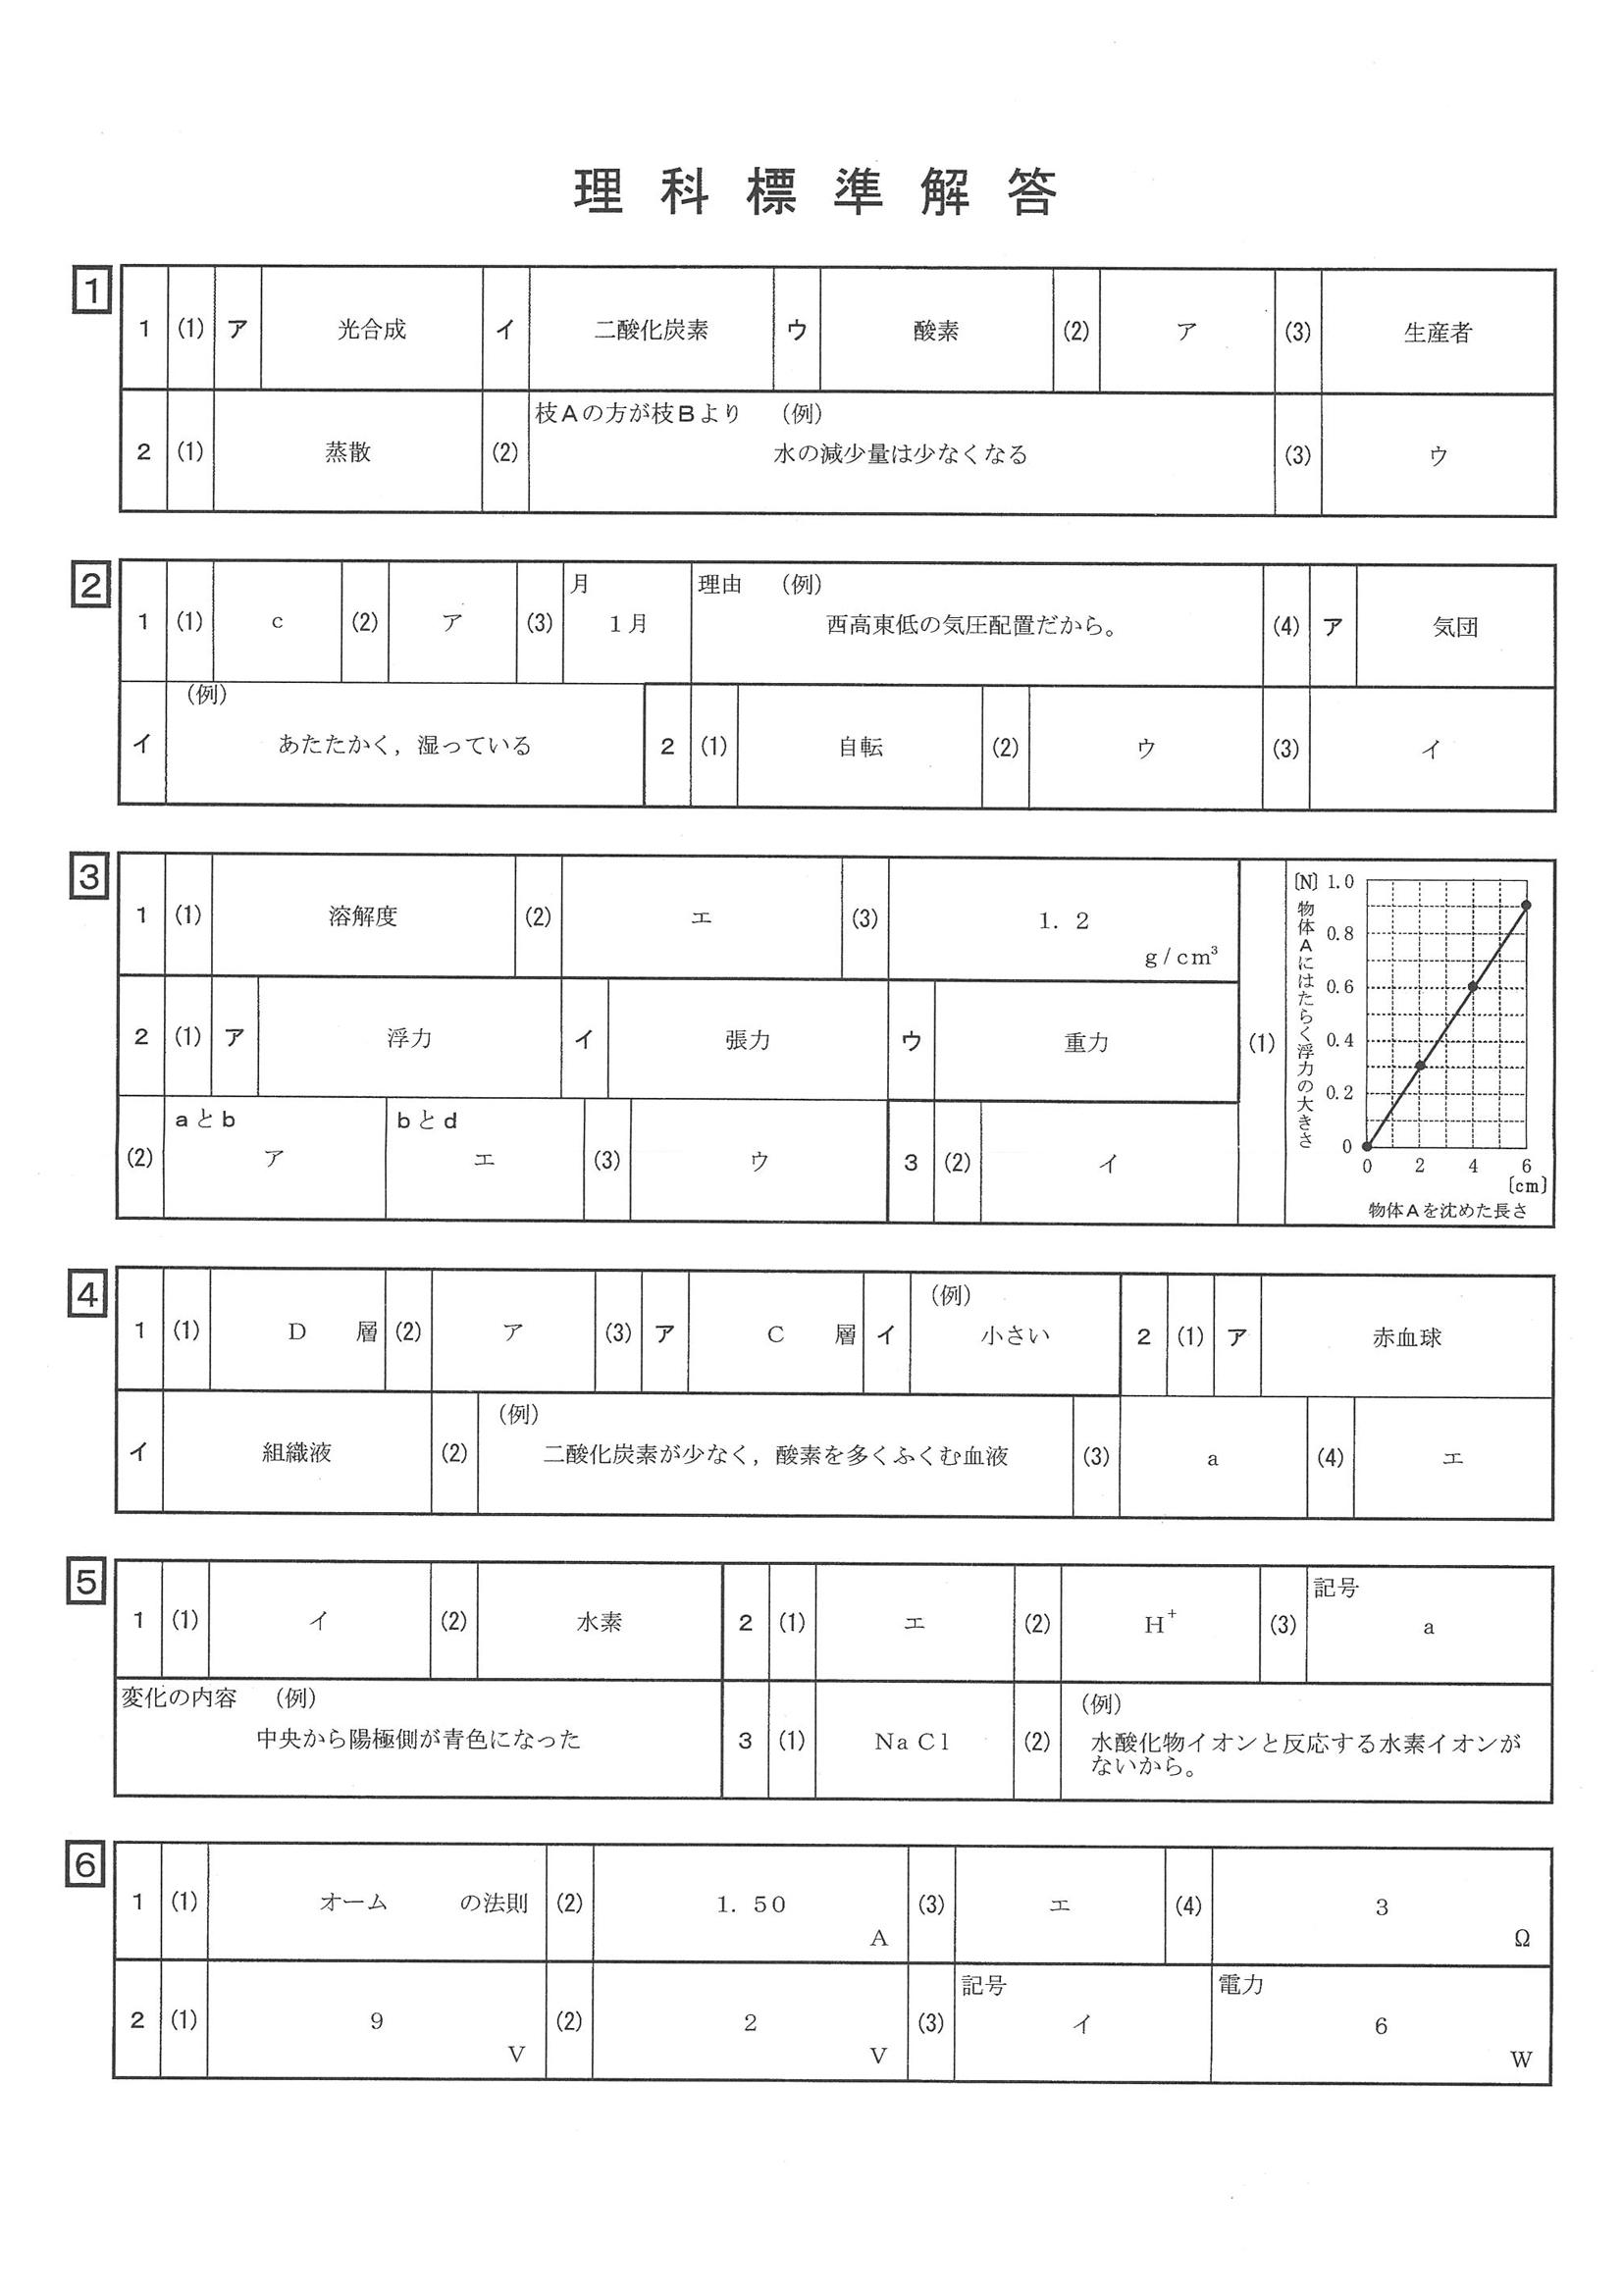 理科標準解答
1
1 (1) ア 光合成 イ 二酸化炭素 ウ 酸素 (2) ア (3) 生産者
2 (1) 蒸散 (2) 枝Aの方が枝Bより (例) (3) ウ
水の減少量は少なくなる
2
1 (1) c (2) ア (3) 月 1月 理由 (例) (4) ア 気団
西高東低の気圧配置だから。
イ (例) 2 (1) 自転 (2) ウ (3) イ
あたたかく，湿っている
3
1 (1) 溶解度 (2) エ (3) 1.2 g/cm³
2 (1) ア 浮力 イ 張力 ウ 重力
(2) aとb ア bとd エ (3) ウ 3 (2) イ
(1)
〔N〕 1.0
0.8
0.6
0.4
0.2
0
物体Aにはたらく浮力の大きさ
0 2 4 6
〔cm〕
物体Aを沈めた長さ
4
1 (1) D 層 (2) ア (3) ア C 層 イ (例) 小さい 2 (1) ア 赤血球
イ 組織液 (2) (例) (3) a (4) エ
二酸化炭素が少なく，酸素を多くふくむ血液
5
1 (1) イ (2) 水素 2 (1) エ (2) H⁺ (3) 記号 a
変化の内容 (例)
中央から陽極側が青色になった
3 (1) NaCl (2) (例)
水酸化物イオンと反応する水素イオンが
ないから。
6
1 (1) オーム の法則 (2) 1.50 A (3) エ (4) 3 Ω
2 (1) 9 V (2) 2 V (3) 記号 イ 電力 6 W